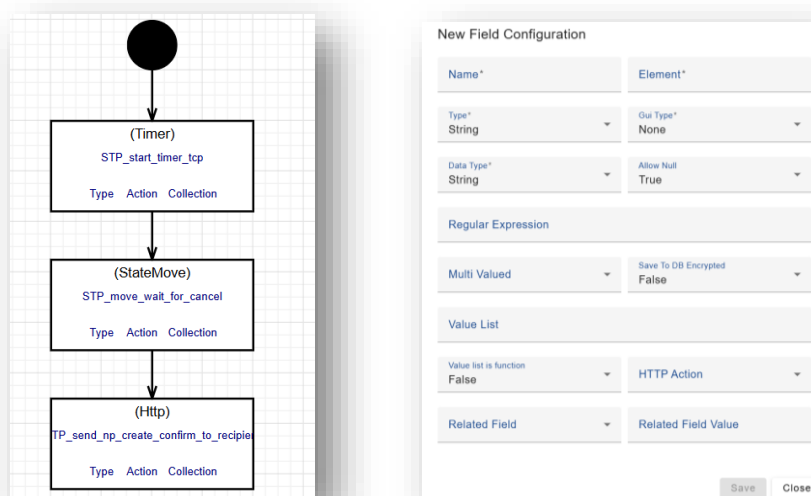 (Timer)
STP_start_timer_tcp
Type Action Collection
(StateMove)
STP_move_wait_for_cancel
Type Action Collection
(Http)
TP_send_np_create_confirm_to_recipie
Type Action Collection
New Field Configuration
Name* Element*
Type* Gui Type*
String None
Data Type* Allow Null
String True
Regular Expression
Multi Valued Save To DB Encrypted
False
Value List
Value list is function HTTP Action
False
Related Field Related Field Value
Save Close